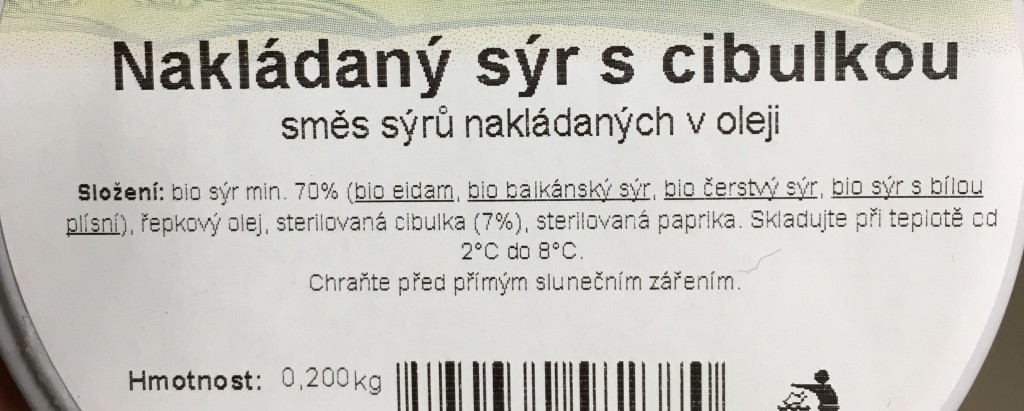 Nakládaný sýr s cibulkou
směs sýrů nakládaných v oleji
Složení: bio sýr min. 70% (bio eidam, bio balkánský sýr, bio čerstvý sýr, bio sýr s bílou
plísní), řepkový olej, sterilovaná cibulka (7%), sterilovaná paprika. Skladujte při teplotě od
2°C do 8°C.
Chraňte před přímým slunečním zářením.
Hmotnost: 0,200kg